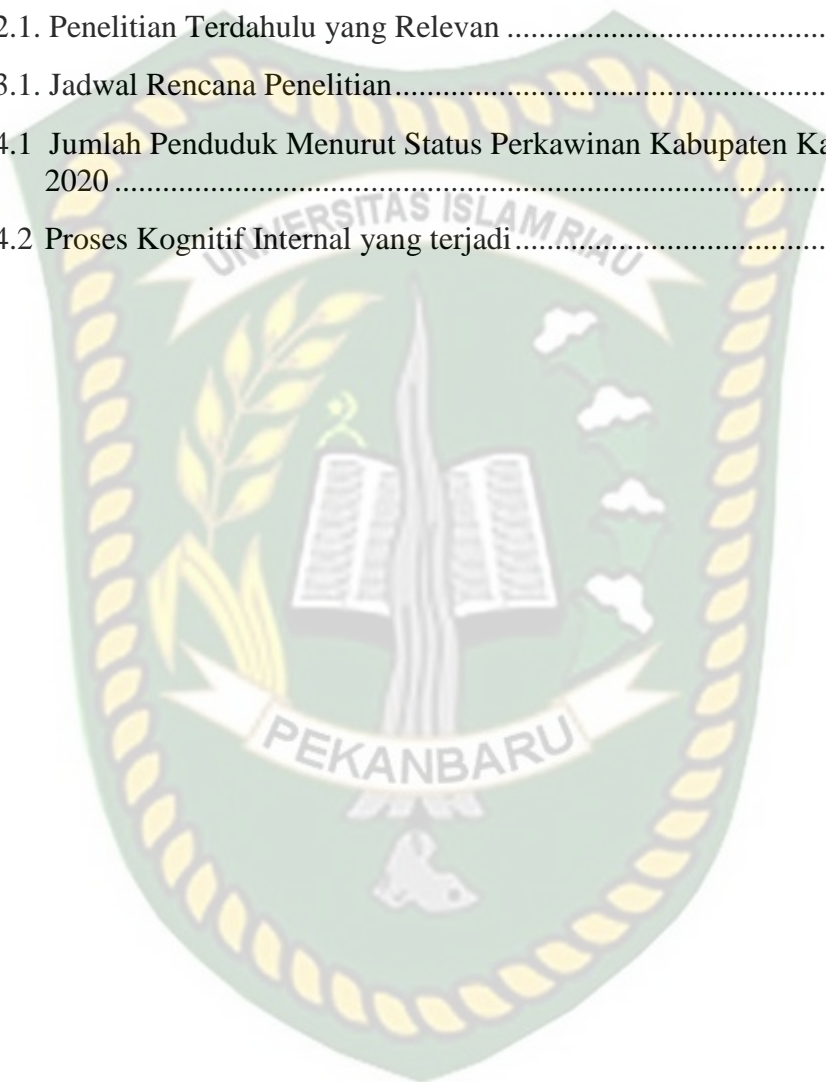 2.1. Penelitian Terdahulu yang Relevan ........................................
3.1. Jadwal Rencana Penelitian ......................................................
4.1 Jumlah Penduduk Menurut Status Perkawinan Kabupaten Ka
2020 ........................................................................................
4.2 Proses Kognitif Internal yang terjadi .......................................
UNIVERSITAS ISLAM RIAU
PEKANBARU